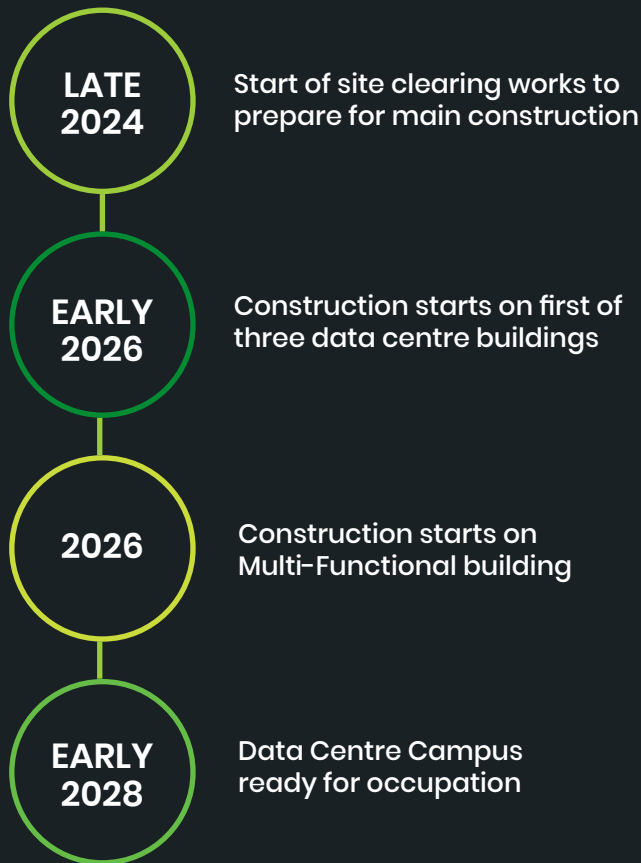 LATE
2024
Start of site clearing works to
prepare for main construction
EARLY
2026
Construction starts on first of
three data centre buildings
2026
Construction starts on
Multi-Functional building
EARLY
2028
Data Centre Campus
ready for occupation